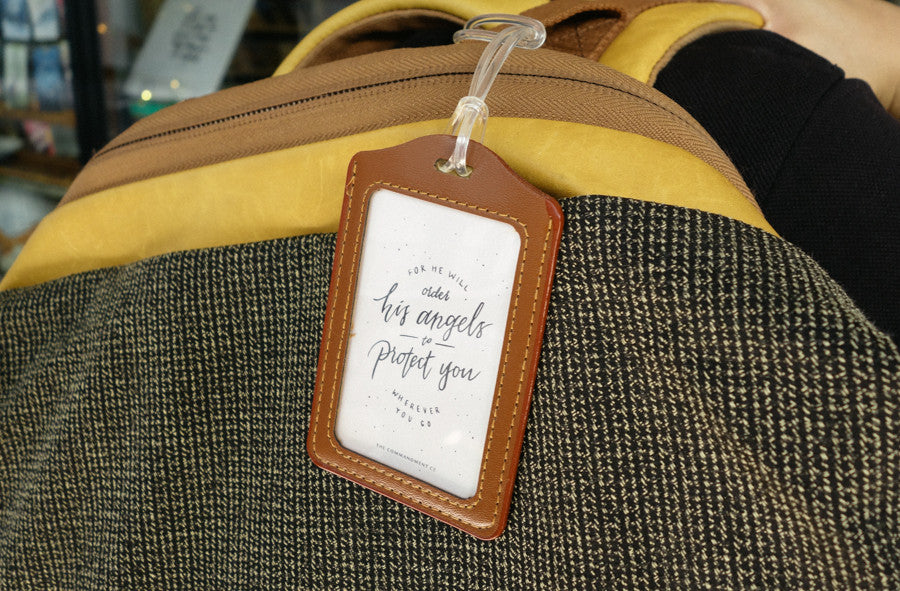 FOR HE WILL
order
his angels
to
protect you
WHEREVER
YOU GO
THE COMMANDMENT CO